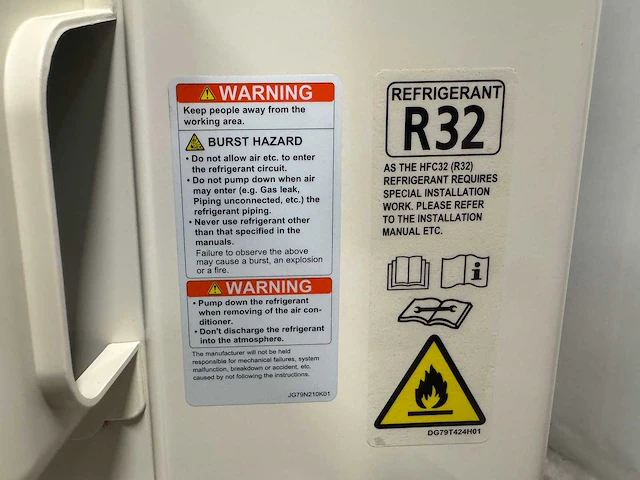 WARNING
Keep people away from the
working area.
BURST HAZARD
• Do not allow air etc. to enter
the refrigerant circuit.
• Do not pump down when air
may enter (e.g. Gas leak,
Piping unconnected, etc.) the
refrigerant piping.
• Never use refrigerant other
than that specified in the
manuals.
Failure to observe the above
may cause a burst, an explosion
or a fire.
WARNING
• Pump down the refrigerant
when removing of the air con-
ditioner.
• Don't discharge the refrigerant
into the atmosphere.
The manufacturer will not be held
responsible for mechanical failures, system
malfunction, breakdown or accident, etc.
caused by not following the instructions.
JG79N210K01
REFRIGERANT
R32
AS THE HFC32 (R32)
REFRIGERANT REQUIRES
SPECIAL INSTALLATION
WORK. PLEASE REFER
TO THE INSTALLATION
MANUAL ETC.
DG79T424H01